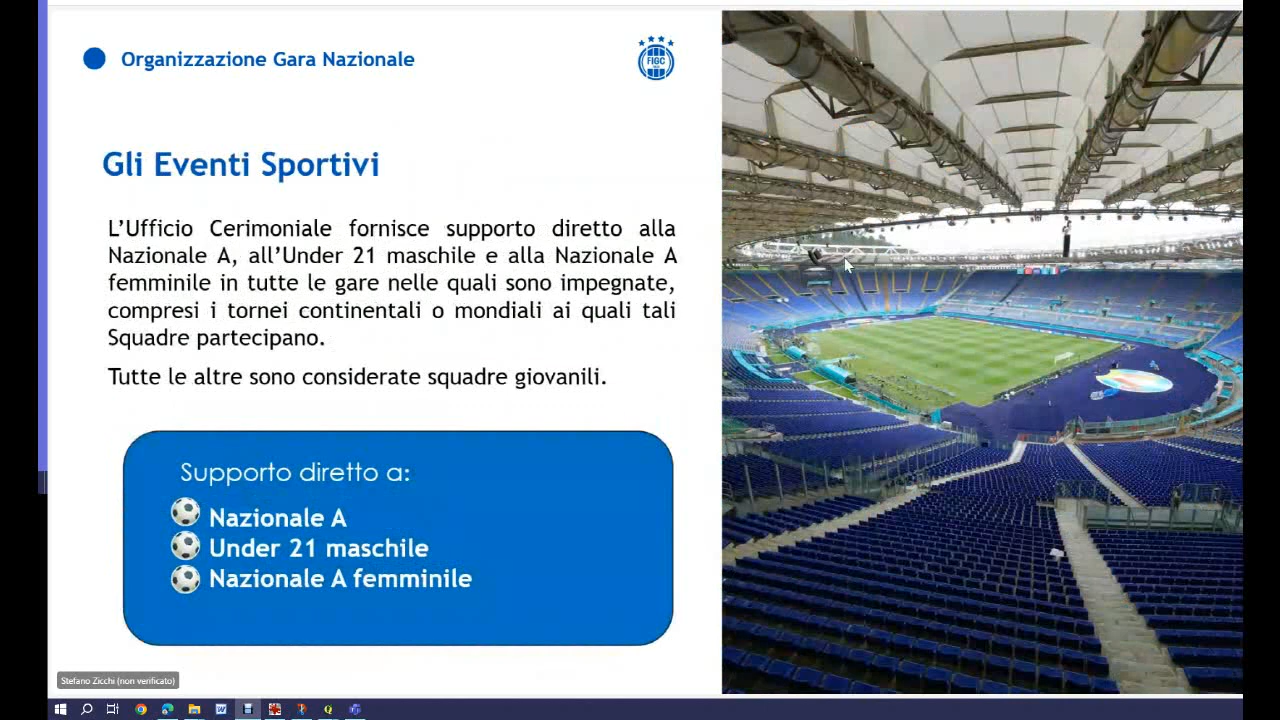 Organizzazione Gara Nazionale
FIGC
Gli Eventi Sportivi
L’Ufficio Cerimoniale fornisce supporto diretto alla
Nazionale A, all’Under 21 maschile e alla Nazionale A
femminile in tutte le gare nelle quali sono impegnate,
compresi i tornei continentali o mondiali ai quali tali
Squadre partecipano.
Tutte le altre sono considerate squadre giovanili.
Supporto diretto a:
Nazionale A
Under 21 maschile
Nazionale A femminile
Stefano Zicchi (non verificato)